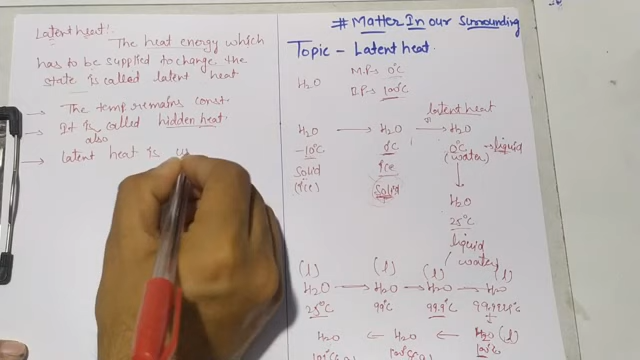 Latent heat:
The heat energy which
has to be supplied to change the
state is called latent heat
→ The temp remains const.
→ It is called hidden heat.
also
→ latent heat is
# Matter In our Surrounding
Topic - Latent heat.
H₂O M.P → 0°C
B.P → 100°C
latent heat
H₂O → H₂O → H₂O
-10°C 0°C 0°C → liquid
Solid ice (water)
(ice) Solid
H₂O
25°C
liquid
water
(l) (l) (l) (l)
H₂O → H₂O → H₂O → H₂O
25°C 99°C 99.9°C
H₂O ← H₂O ← H₂O (l)
100°C